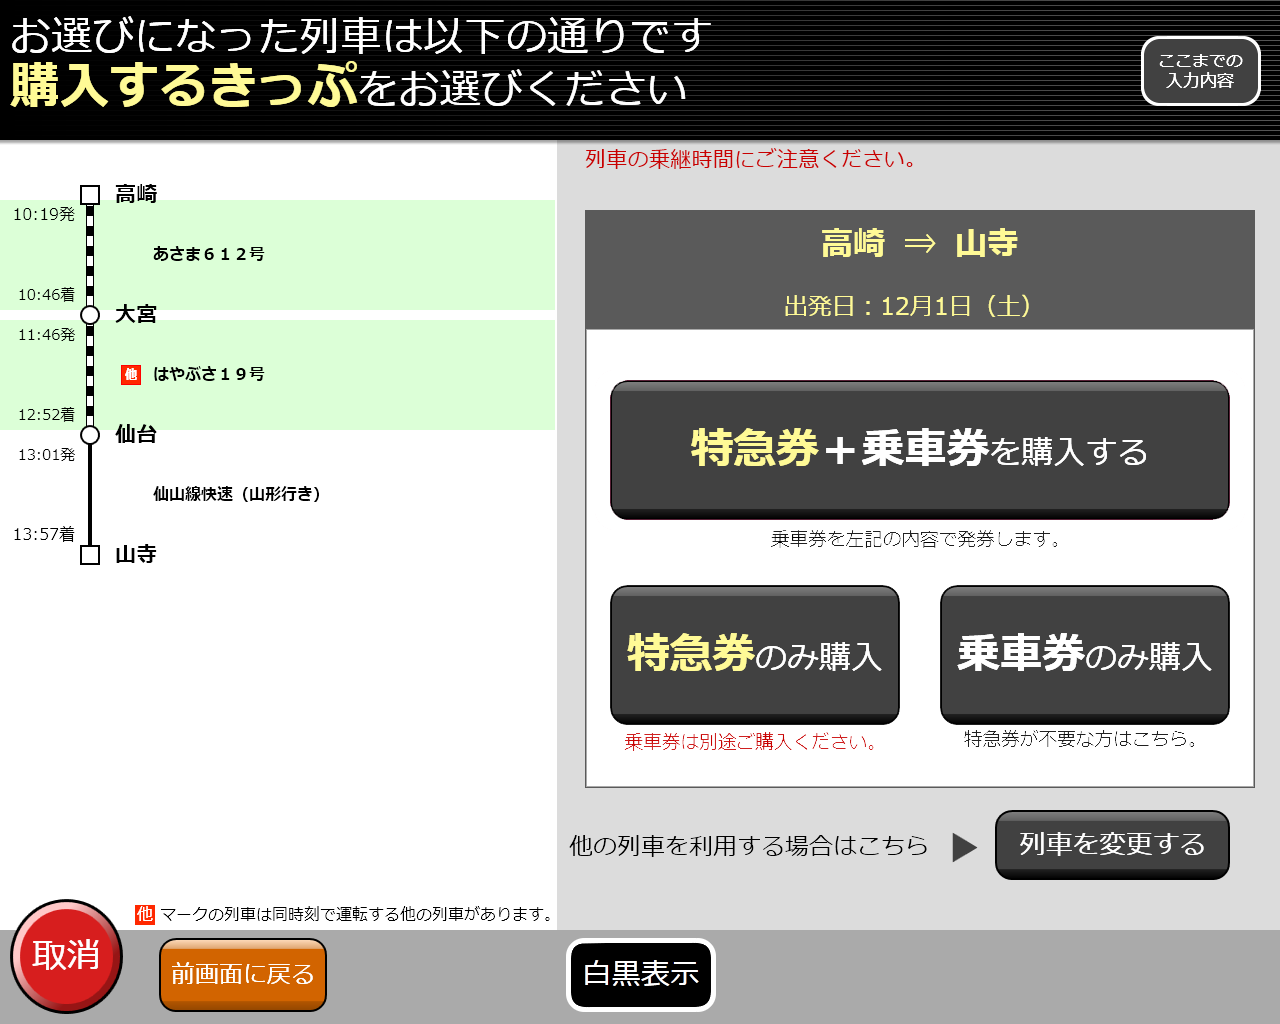 お選びになった列車は以下の通りです
購入するきっぷをお選びください
ここまでの
入力内容
高崎
10:19発
あさま６１２号
10:46着
大宮
11:46発
他 はやぶさ１９号
12:52着
仙台
13:01発
仙山線快速（山形行き）
13:57着
山寺
他 マークの列車は同時刻で運転する他の列車があります。
列車の乗継時間にご注意ください。
高崎 ⇒ 山寺
出発日：12月1日（土）
特急券＋乗車券を購入する
乗車券を左記の内容で発券します。
特急券のみ購入
乗車券は別途ご購入ください。
乗車券のみ購入
特急券が不要な方はこちら。
他の列車を利用する場合はこちら
列車を変更する
取消
前画面に戻る
白黒表示